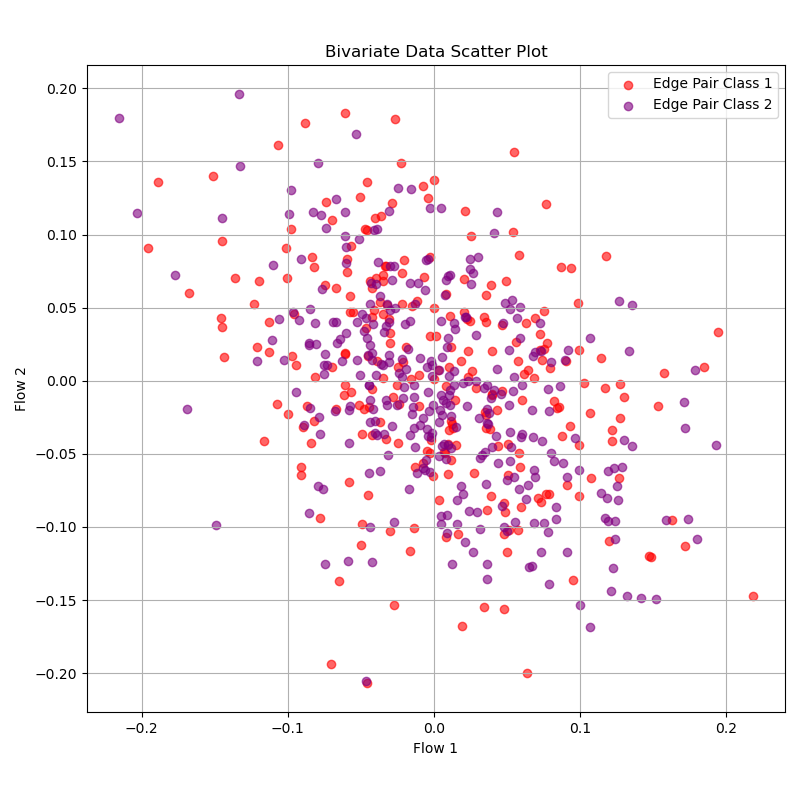 Bivariate Data Scatter Plot
Edge Pair Class 1
Edge Pair Class 2
0.20
0.15
0.10
0.05
0.00
−0.05
−0.10
−0.15
−0.20
Flow 2
−0.2
−0.1
0.0
0.1
0.2
Flow 1